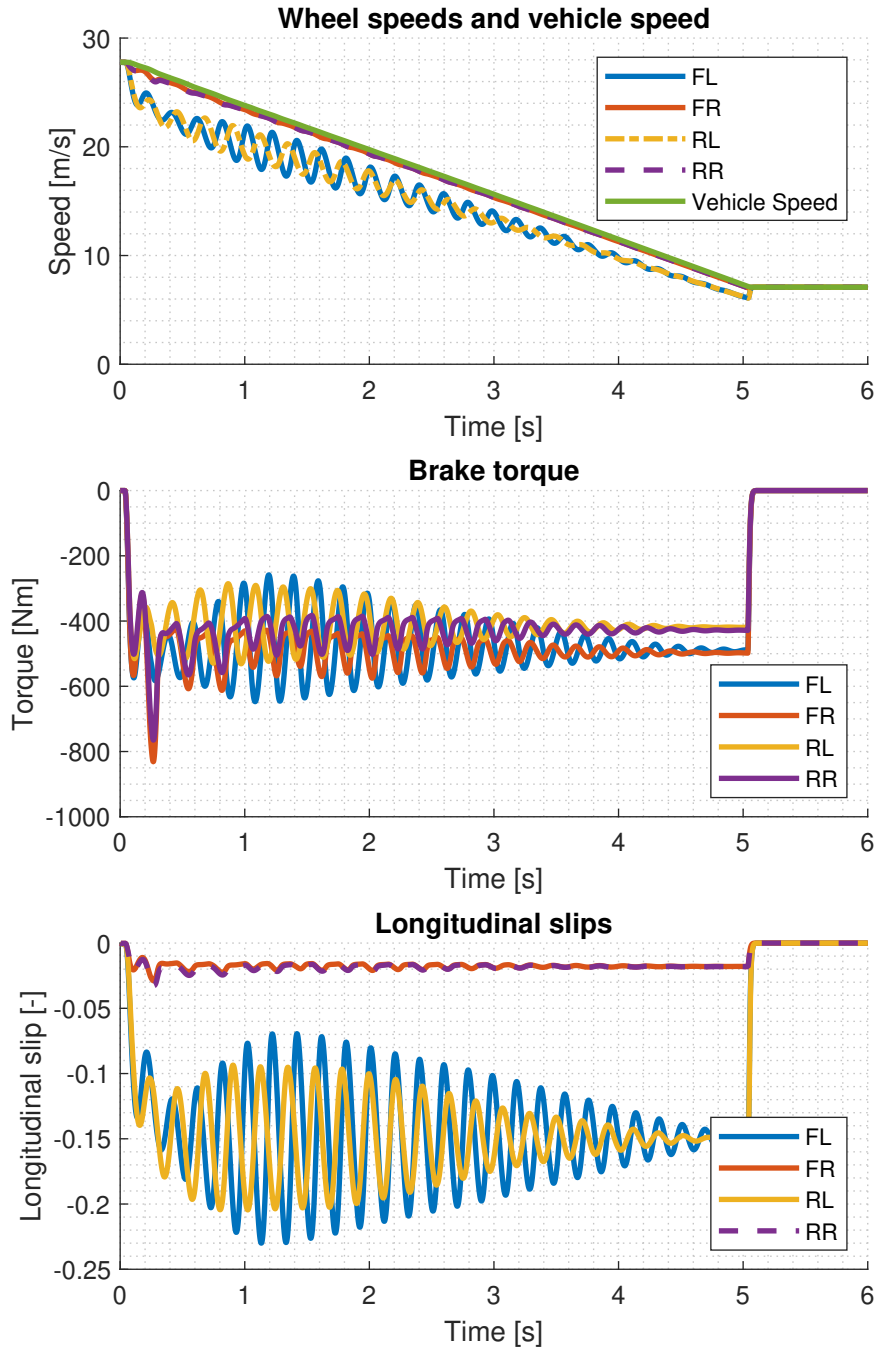 Wheel speeds and vehicle speed
30
20
10
0
Speed [m/s]
FL
FR
RL
RR
Vehicle Speed
0 1 2 3 4 5 6
Time [s]
Brake torque
0
-200
-400
-600
-800
-1000
Torque [Nm]
FL
FR
RL
RR
0 1 2 3 4 5 6
Time [s]
Longitudinal slips
0
-0.05
-0.1
-0.15
-0.2
-0.25
Longitudinal slip [-]
FL
FR
RL
RR
0 1 2 3 4 5 6
Time [s]